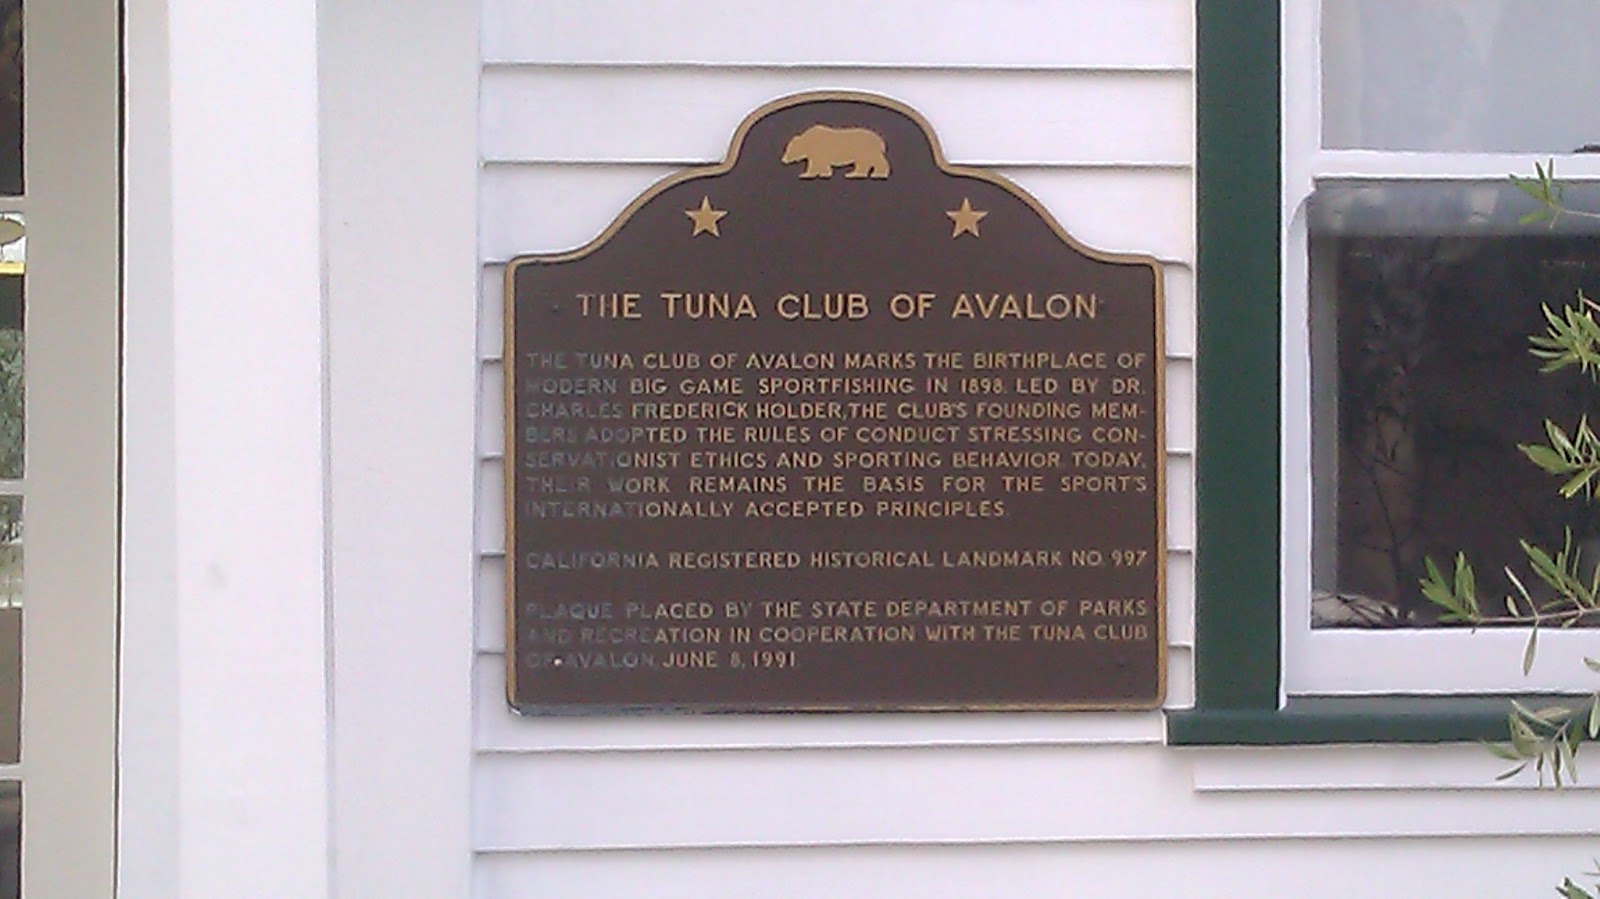 THE TUNA CLUB OF AVALON
THE TUNA CLUB OF AVALON MARKS THE BIRTHPLACE OF
MODERN BIG GAME SPORTFISHING IN 1898. LED BY DR.
CHARLES FREDERICK HOLDER, THE CLUB'S FOUNDING MEM-
BERS ADOPTED THE RULES OF CONDUCT STRESSING CON-
SERVATIONIST ETHICS AND SPORTING BEHAVIOR. TODAY,
THEIR WORK REMAINS THE BASIS FOR THE SPORT'S
INTERNATIONALLY ACCEPTED PRINCIPLES.
CALIFORNIA REGISTERED HISTORICAL LANDMARK NO. 997
PLAQUE PLACED BY THE STATE DEPARTMENT OF PARKS
AND RECREATION IN COOPERATION WITH THE TUNA CLUB
OF AVALON, JUNE 8, 1991.